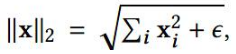 ‖𝐱‖₂ = √(∑ᵢ 𝐱ᵢ² + ϵ),